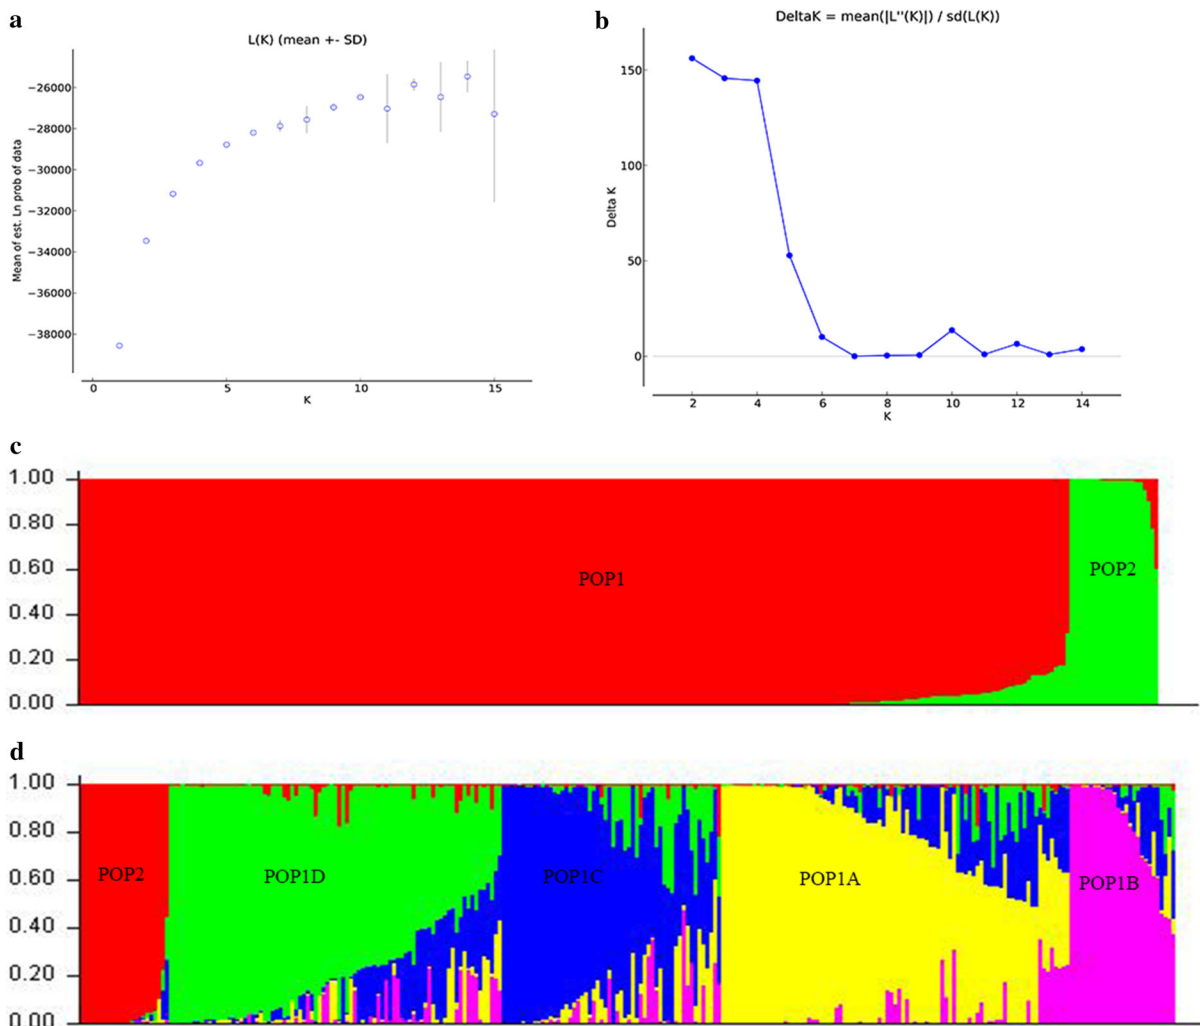 a
L(K) (mean +- SD)
Mean of est. Ln prob of data
−26000
−28000
−30000
−32000
−34000
−36000
−38000
0
5
10
15
K
b
DeltaK = mean(|L''(K)|) / sd(L(K))
Delta K
150
100
50
0
2
4
6
8
10
12
14
K
c
1.00
0.80
0.60
0.40
0.20
0.00
POP1
POP2
d
1.00
0.80
0.60
0.40
0.20
0.00
POP2
POP1D
POP1C
POP1A
POP1B